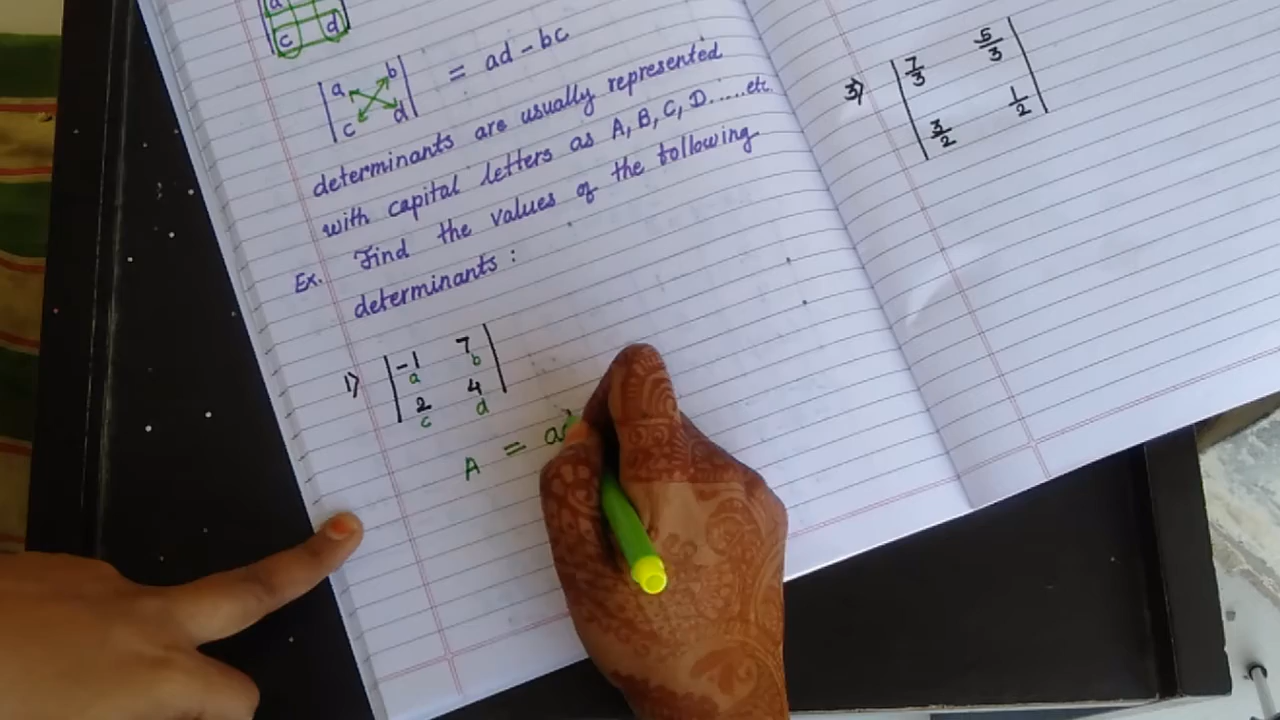 a
c d
a b
c d = ad - bc
determinants are usually represented
with capital letters as A, B, C, D.....etc.
Ex. Find the values of the following
determinants :
1) -1 7
a b
2 4
c d
A = ad
3) 7/3 5/3
3/2 1/2